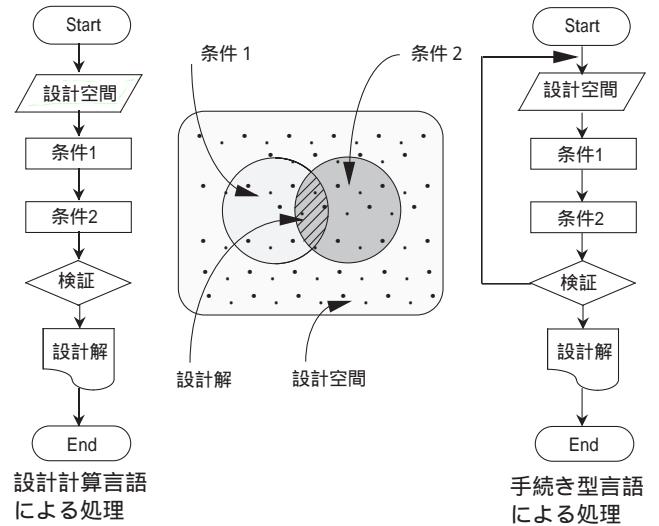 Start
設計空間
条件1
条件2
検証
設計解
End
設計計算言語
による処理
条件 1
条件 2
設計解
設計空間
Start
設計空間
条件1
条件2
検証
設計解
End
手続き型言語
による処理